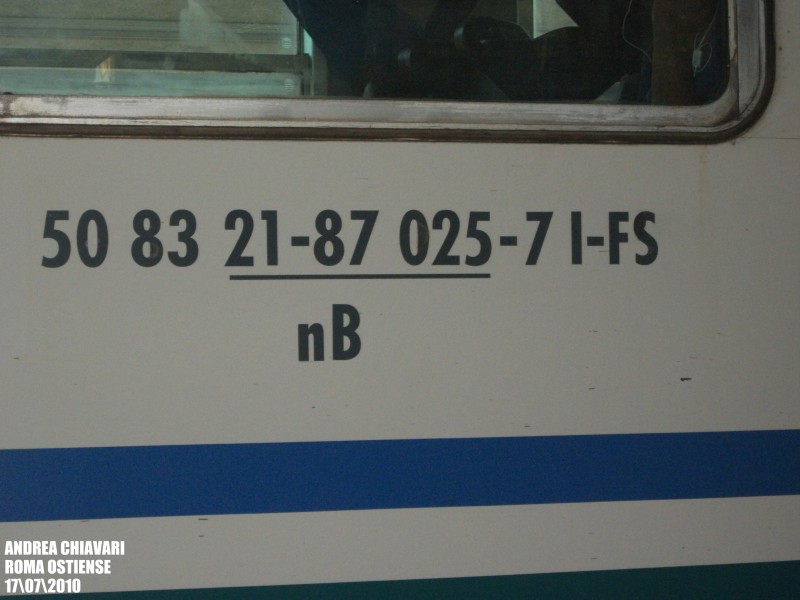 50 83 21-87 025-7 I-FS
nB
ANDREA CHIAVARI
ROMA OSTIENSE
17\07\2010